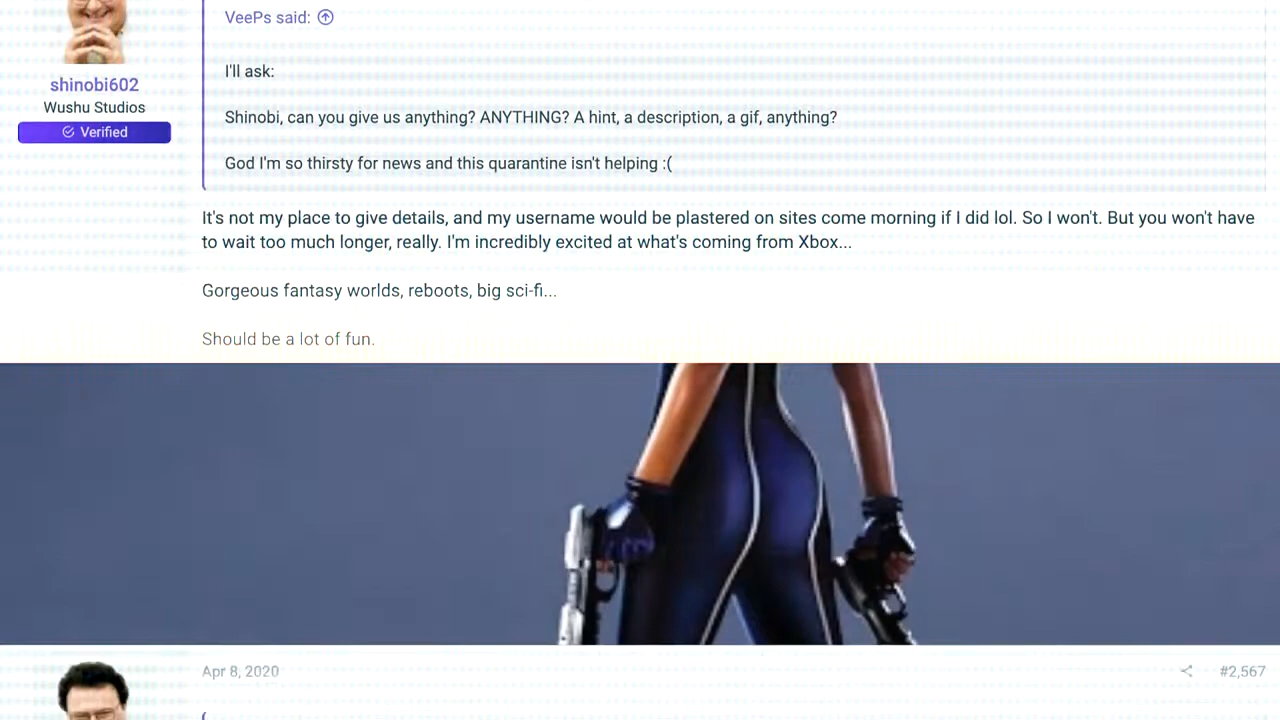 VeePs said:
shinobi602
Wushu Studios
Verified
I'll ask:
Shinobi, can you give us anything? ANYTHING? A hint, a description, a gif, anything?
God I'm so thirsty for news and this quarantine isn't helping :(
It's not my place to give details, and my username would be plastered on sites come morning if I did lol. So I won't. But you won't have
to wait too much longer, really. I'm incredibly excited at what's coming from Xbox...
Gorgeous fantasy worlds, reboots, big sci-fi...
Should be a lot of fun.
Apr 8, 2020
#2,567